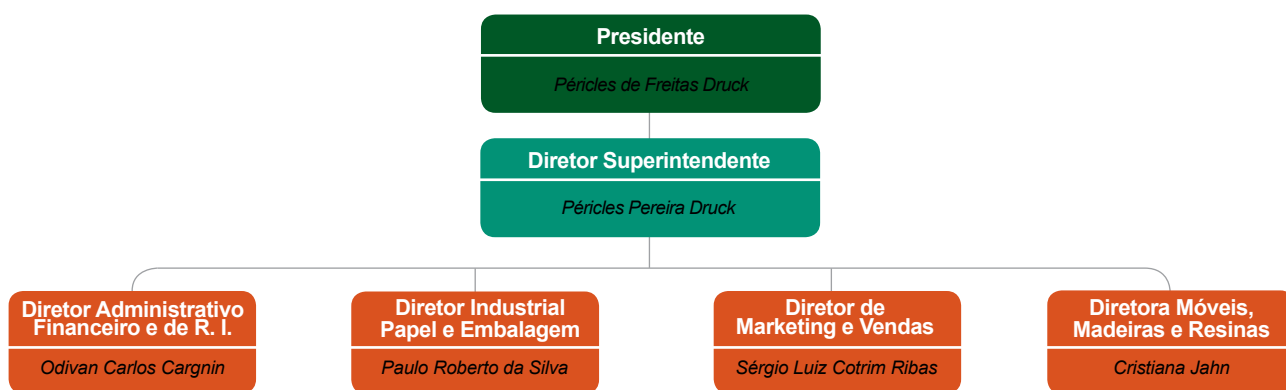 Presidente
Péricles de Freitas Druck
Diretor Superintendente
Péricles Pereira Druck
Diretor Administrativo
Financeiro e de R. I.
Odivan Carlos Cargnin
Diretor Industrial
Papel e Embalagem
Paulo Roberto da Silva
Diretor de
Marketing e Vendas
Sérgio Luiz Cotrim Ribas
Diretora Móveis,
Madeiras e Resinas
Cristiana Jahn